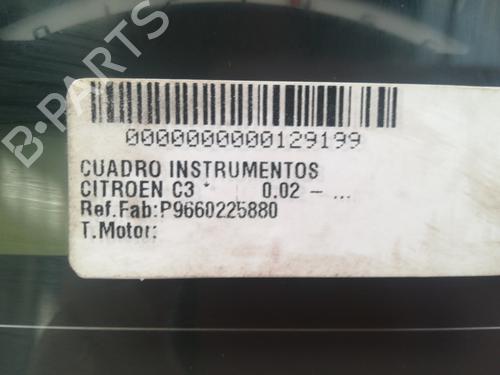 B-PARTS
0000000000129199
CUADRO INSTRUMENTOS
CITROEN C3 * 0.02 - ...
Ref.Fab:P9660225880
T.Motor: